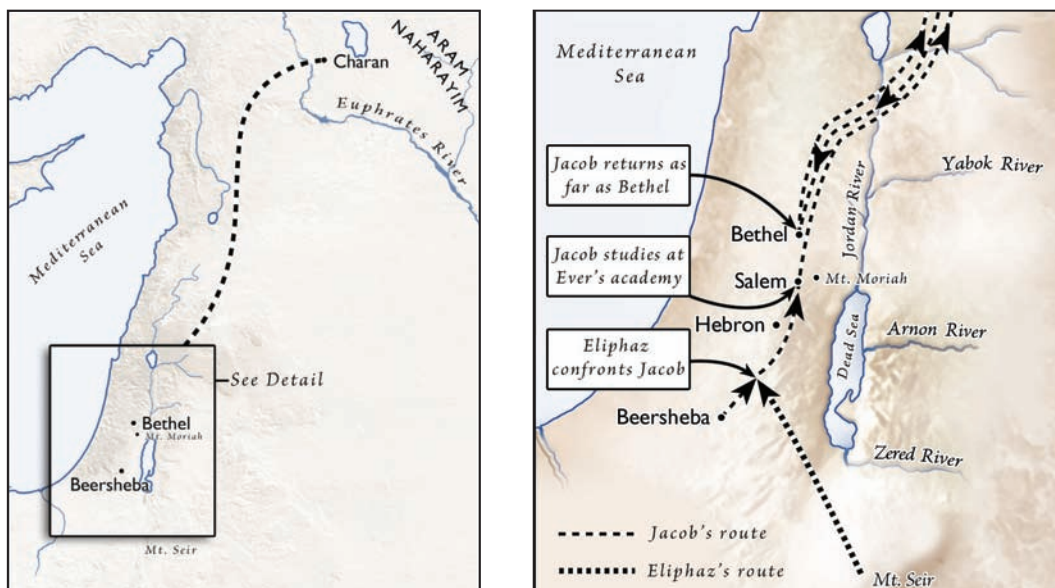 ARAM
NAHARAYIM
Charan
Euphrates River
Mediterranean
Sea
See Detail
Bethel
Mt. Moriah
Beersheba
Mt. Seir
Mediterranean
Sea
Jacob returns as
far as Bethel
Yabok River
Jordan River
Bethel
Jacob studies at
Ever's academy
Salem
Mt. Moriah
Hebron
Dead Sea
Arnon River
Eliphaz
confronts Jacob
Beersheba
Zered River
Jacob's route
Eliphaz's route
Mt. Seir